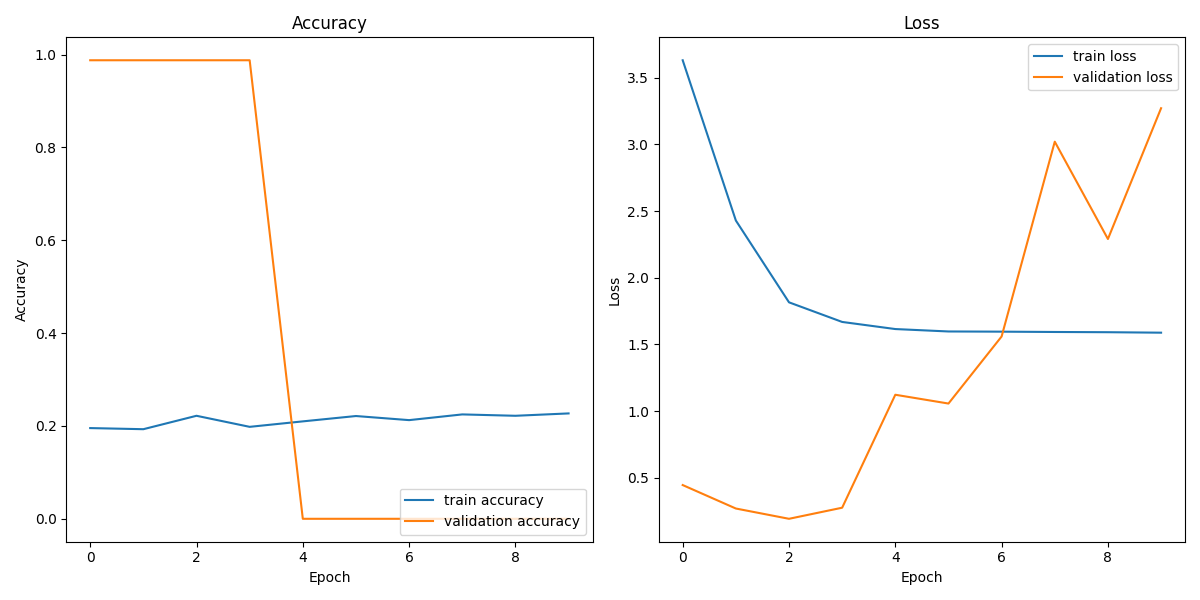 Accuracy
1.0
0.8
0.6
0.4
0.2
0.0
Accuracy
train accuracy
validation accuracy
0 2 4 6 8
Epoch
Loss
3.5
3.0
2.5
2.0
1.5
1.0
0.5
Loss
train loss
validation loss
0 2 4 6 8
Epoch